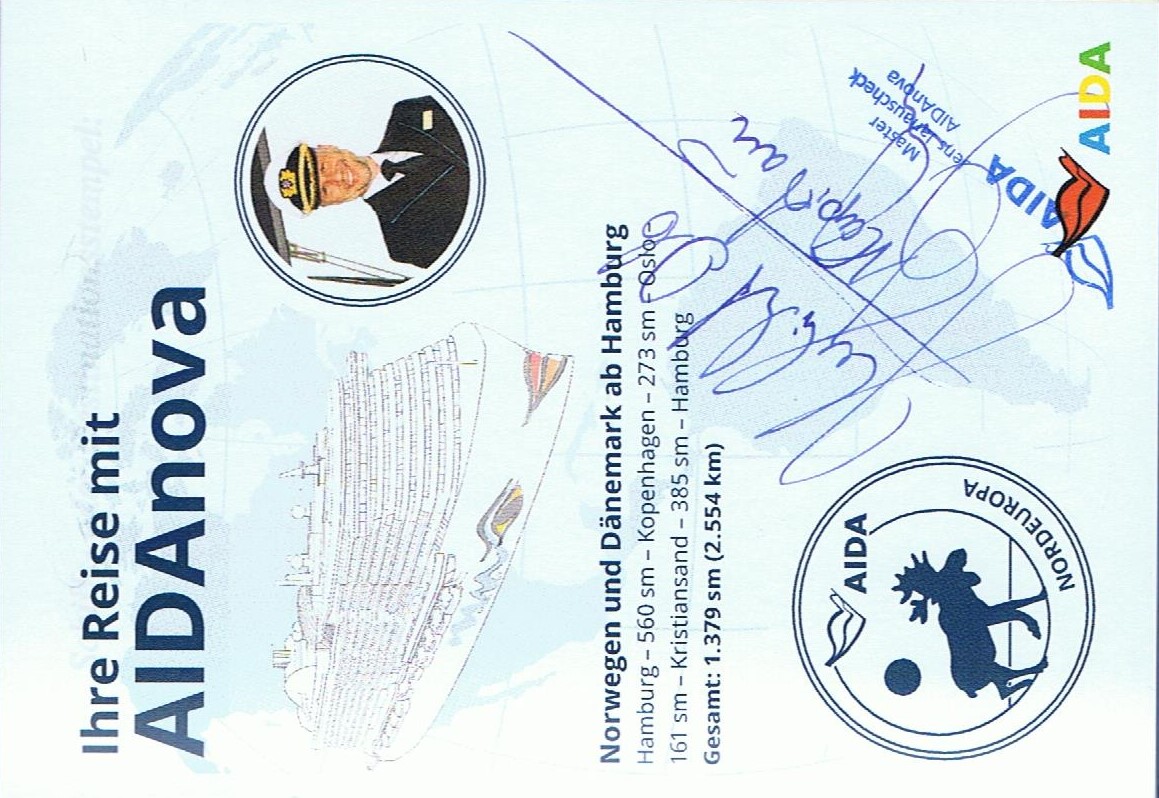 Ihre Reise mit
AIDAnova
Norwegen und Dänemark ab Hamburg
Hamburg – 560 sm – Kopenhagen – 273 sm – Oslo –
161 sm – Kristiansand – 385 sm – Hamburg
Gesamt: 1.379 sm (2.554 km)
AIDA
NORDEUROPA
Master
AIDAnova
AIDA
AIDA
AIDA